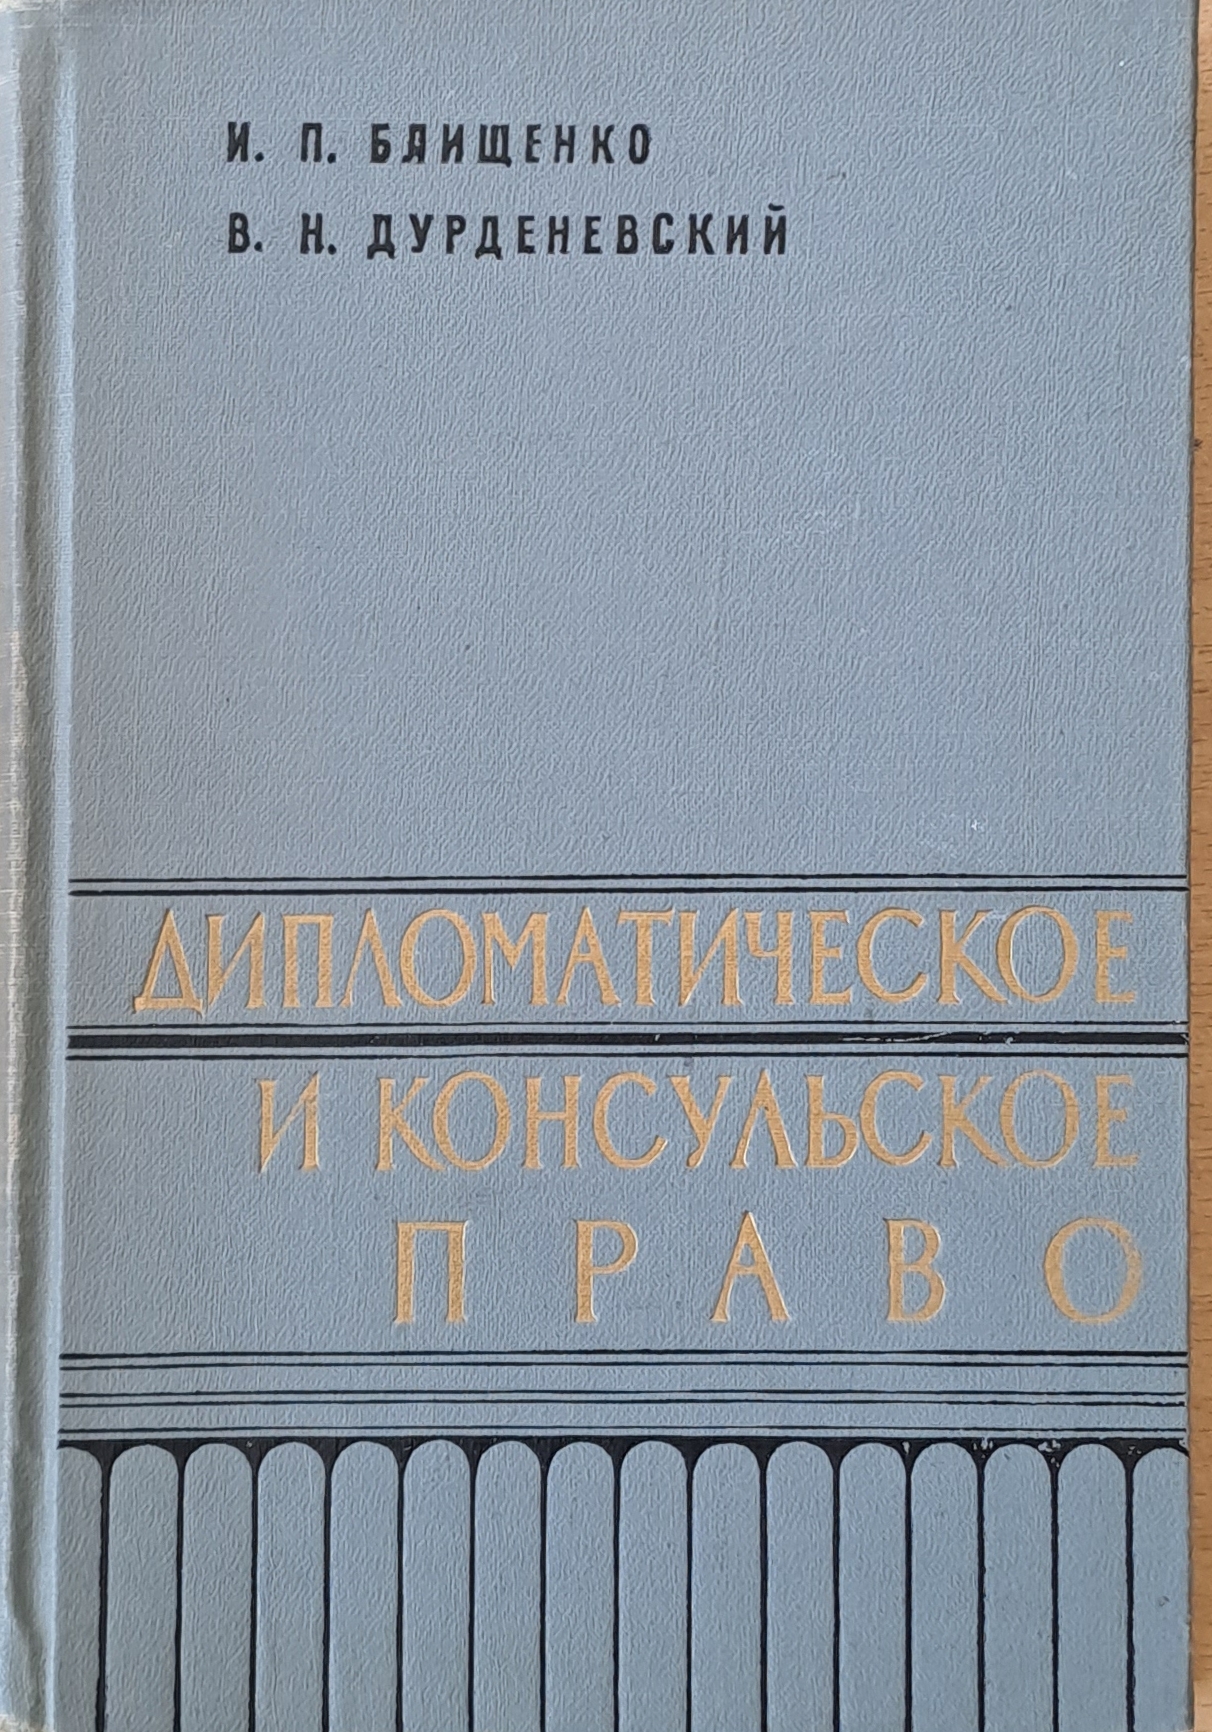 И. П. БЛИЩЕНКО
В. Н. ДУРДЕНЕВСКИЙ
ДИПЛОМАТИЧЕСКОЕ
И КОНСУЛЬСКОЕ
ПРАВО